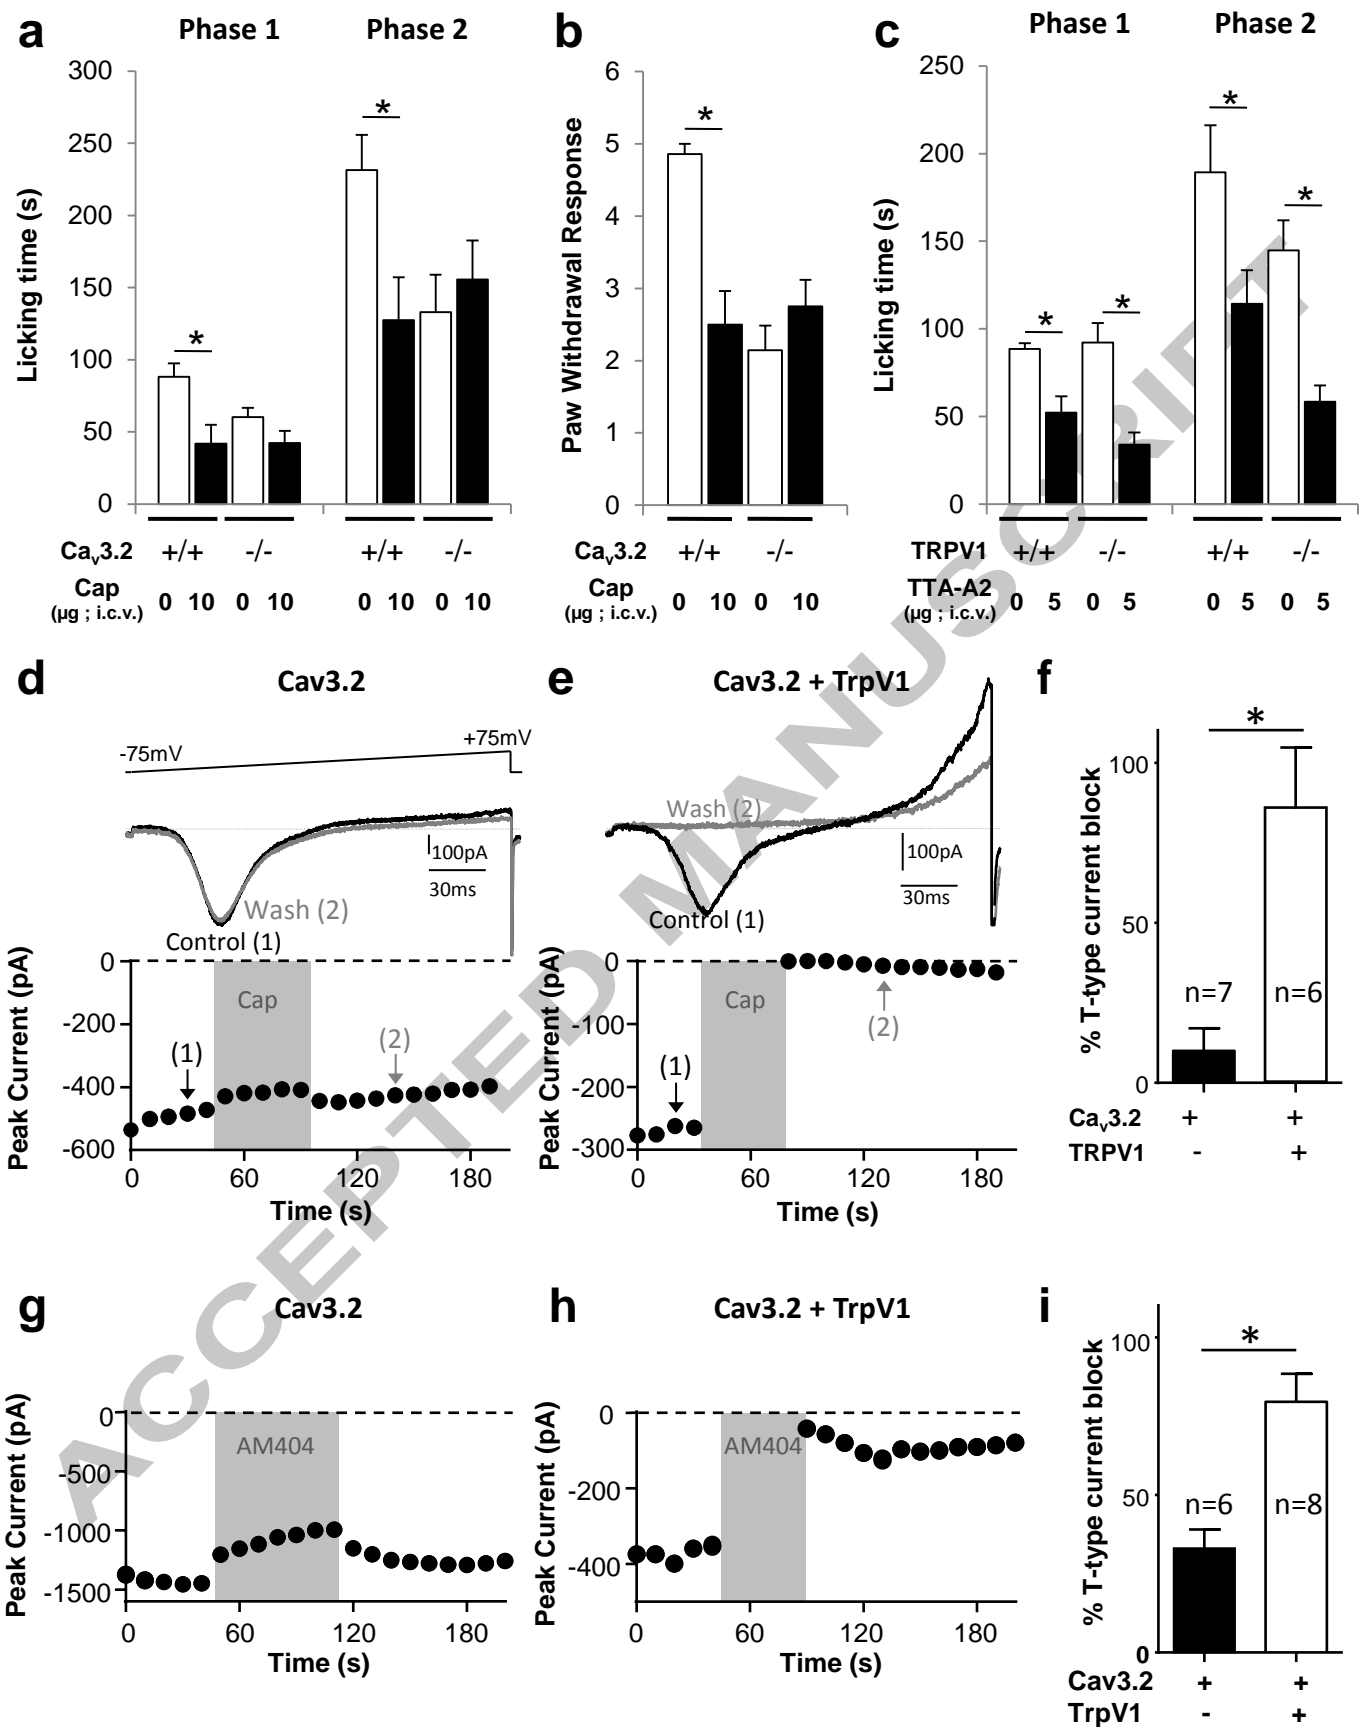 a Phase 1 Phase 2
300
250
200
150
100
50
0
Licking time (s)
* *
Cav3.2 +/+ -/- +/+ -/-
Cap
(µg ; i.c.v.) 0 10 0 10 0 10 0 10
b
6
5
4
3
2
1
0
Paw Withdrawal Response
*
Cav3.2 +/+ -/-
Cap
(µg ; i.c.v.) 0 10 0 10
c Phase 1 Phase 2
250
200
150
100
50
0
Licking time (s)
* * * *
TRPV1 +/+ -/- +/+ -/-
TTA-A2
(µg ; i.c.v.) 0 5 0 5 0 5 0 5
d Cav3.2
-75mV +75mV
100pA
30ms
Wash (2)
Control (1)
Peak Current (pA)
0
-200
-400
-600
Cap
(1) (2)
0 60 120 180
Time (s)
e Cav3.2 + TrpV1
Wash (2)
100pA
30ms
Control (1)
Peak Current (pA)
0
-100
-200
-300
Cap
(1) (2)
0 60 120 180
Time (s)
f
*
% T-type current block
100
50
0
n=7 n=6
Cav3.2 + +
TRPV1 - +
g Cav3.2
Peak Current (pA)
0
-500
-1000
-1500
AM404
0 60 120 180
Time (s)
h Cav3.2 + TrpV1
Peak Current (pA)
0
-200
-400
AM404
0 60 120 180
Time (s)
i
*
% T-type current block
100
50
0
n=6 n=8
Cav3.2 + +
TrpV1 - +
ACCEPTED MANUSCRIPT